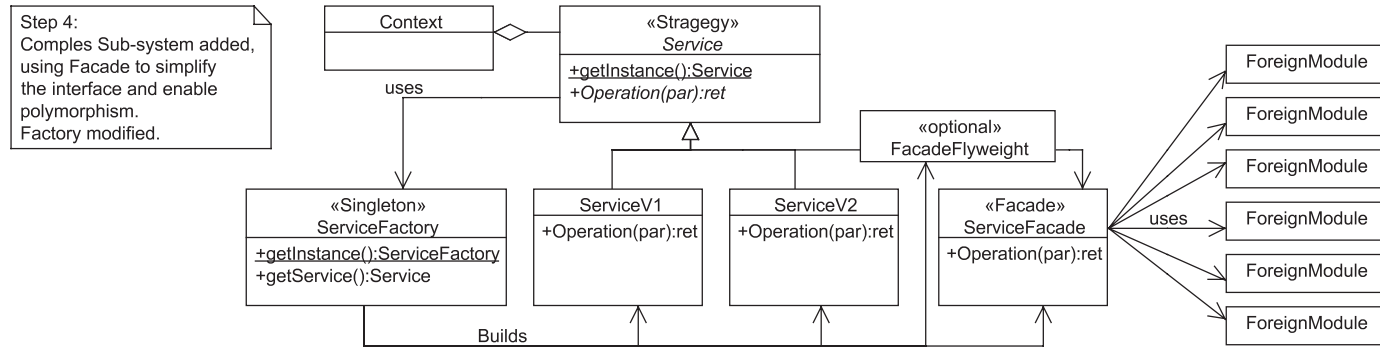 Step 4:
Comples Sub-system added,
using Facade to simplify
the interface and enable
polymorphism.
Factory modified.
Context
«Stragegy»
Service
+getInstance():Service
+Operation(par):ret
uses
«optional»
FacadeFlyweight
«Singleton»
ServiceFactory
+getInstance():ServiceFactory
+getService():Service
ServiceV1
+Operation(par):ret
ServiceV2
+Operation(par):ret
«Facade»
ServiceFacade
+Operation(par):ret
uses
Builds
ForeignModule
ForeignModule
ForeignModule
ForeignModule
ForeignModule
ForeignModule